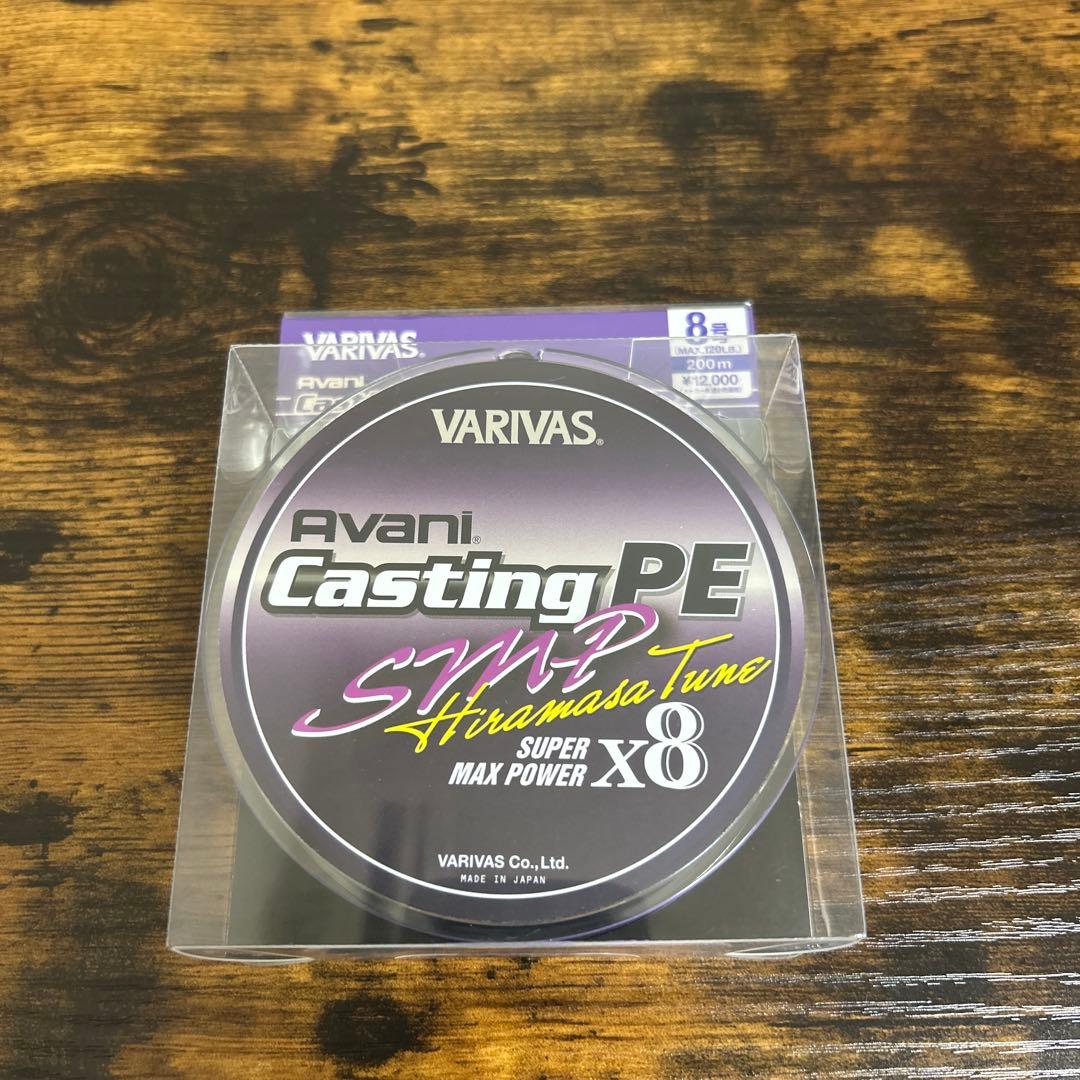 VARIVAS®
Avani
8号
(MAX.120LB.)
200m
¥12,000
VARIVAS®
Avani®
Casting PE
SMP
Hiramasa Tune
SUPER
MAX POWER x8
VARIVAS Co., Ltd.
MADE IN JAPAN